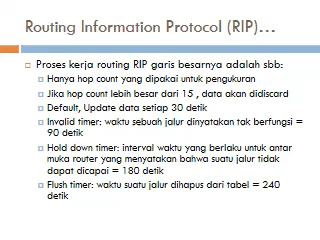 Routing Information Protocol (RIP)...
Proses kerja routing RIP garis besarnya adalah sbb:
Hanya hop count yang dipakai untuk pengukuran
Jika hop count lebih besar dari 15 , data akan didiscard
Default, Update data setiap 30 detik
Invalid timer: waktu sebuah jalur dinyatakan tak berfungsi =
90 detik
Hold down timer: interval waktu yang berlaku untuk antar
muka router yang menyatakan bahwa suatu jalur tidak
dapat dicapai = 180 detik
Flush timer: waktu suatu jalur dihapus dari tabel = 240
detik